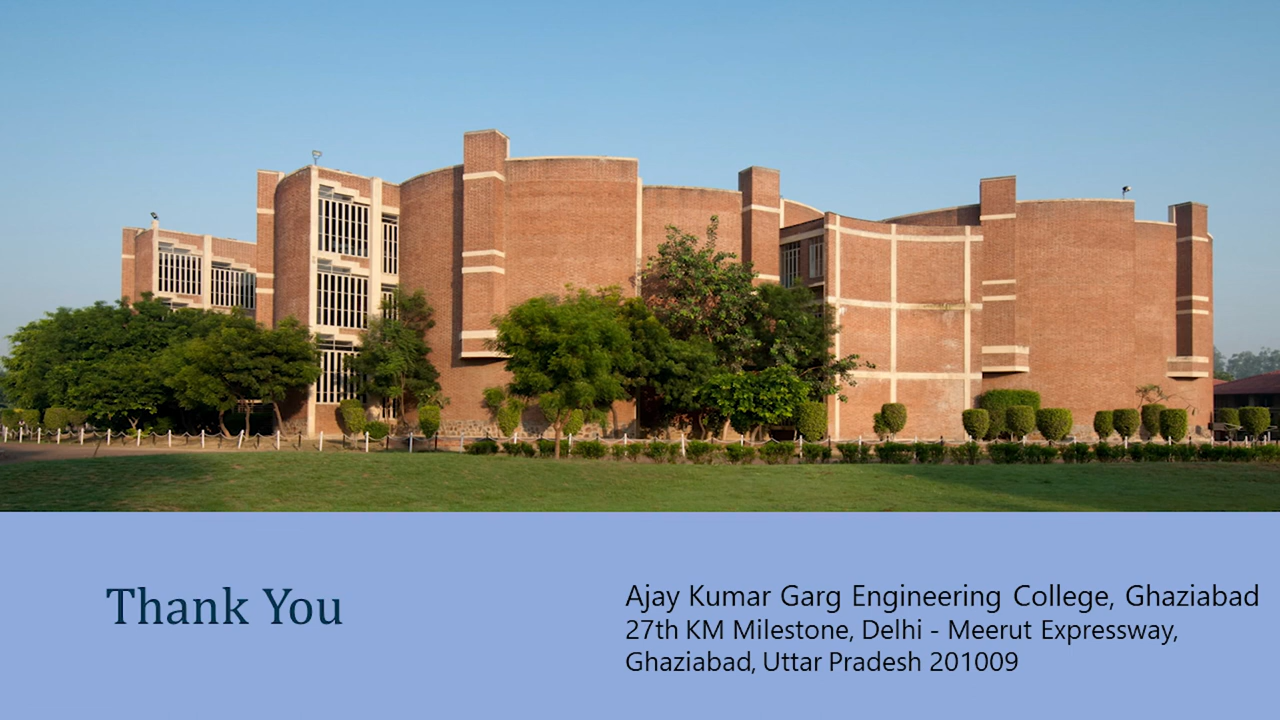 Thank You
Ajay Kumar Garg Engineering College, Ghaziabad
27th KM Milestone, Delhi - Meerut Expressway,
Ghaziabad, Uttar Pradesh 201009